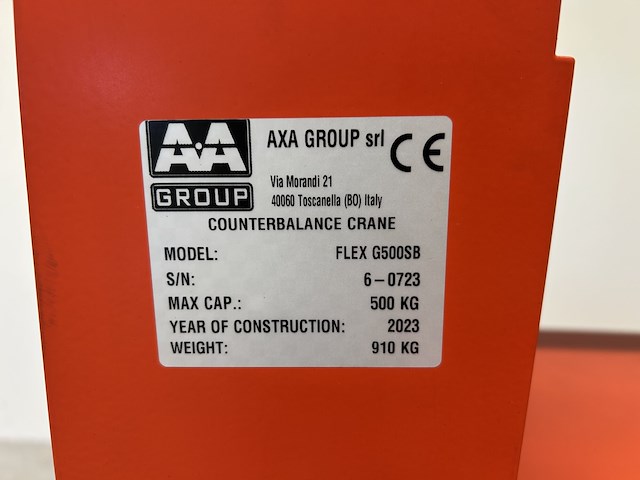 A·A
GROUP
AXA GROUP srl CE
Via Morandi 21
40060 Toscanella (BO) Italy
COUNTERBALANCE CRANE
MODEL: FLEX G500SB
S/N: 6-0723
MAX CAP.: 500 KG
YEAR OF CONSTRUCTION: 2023
WEIGHT: 910 KG